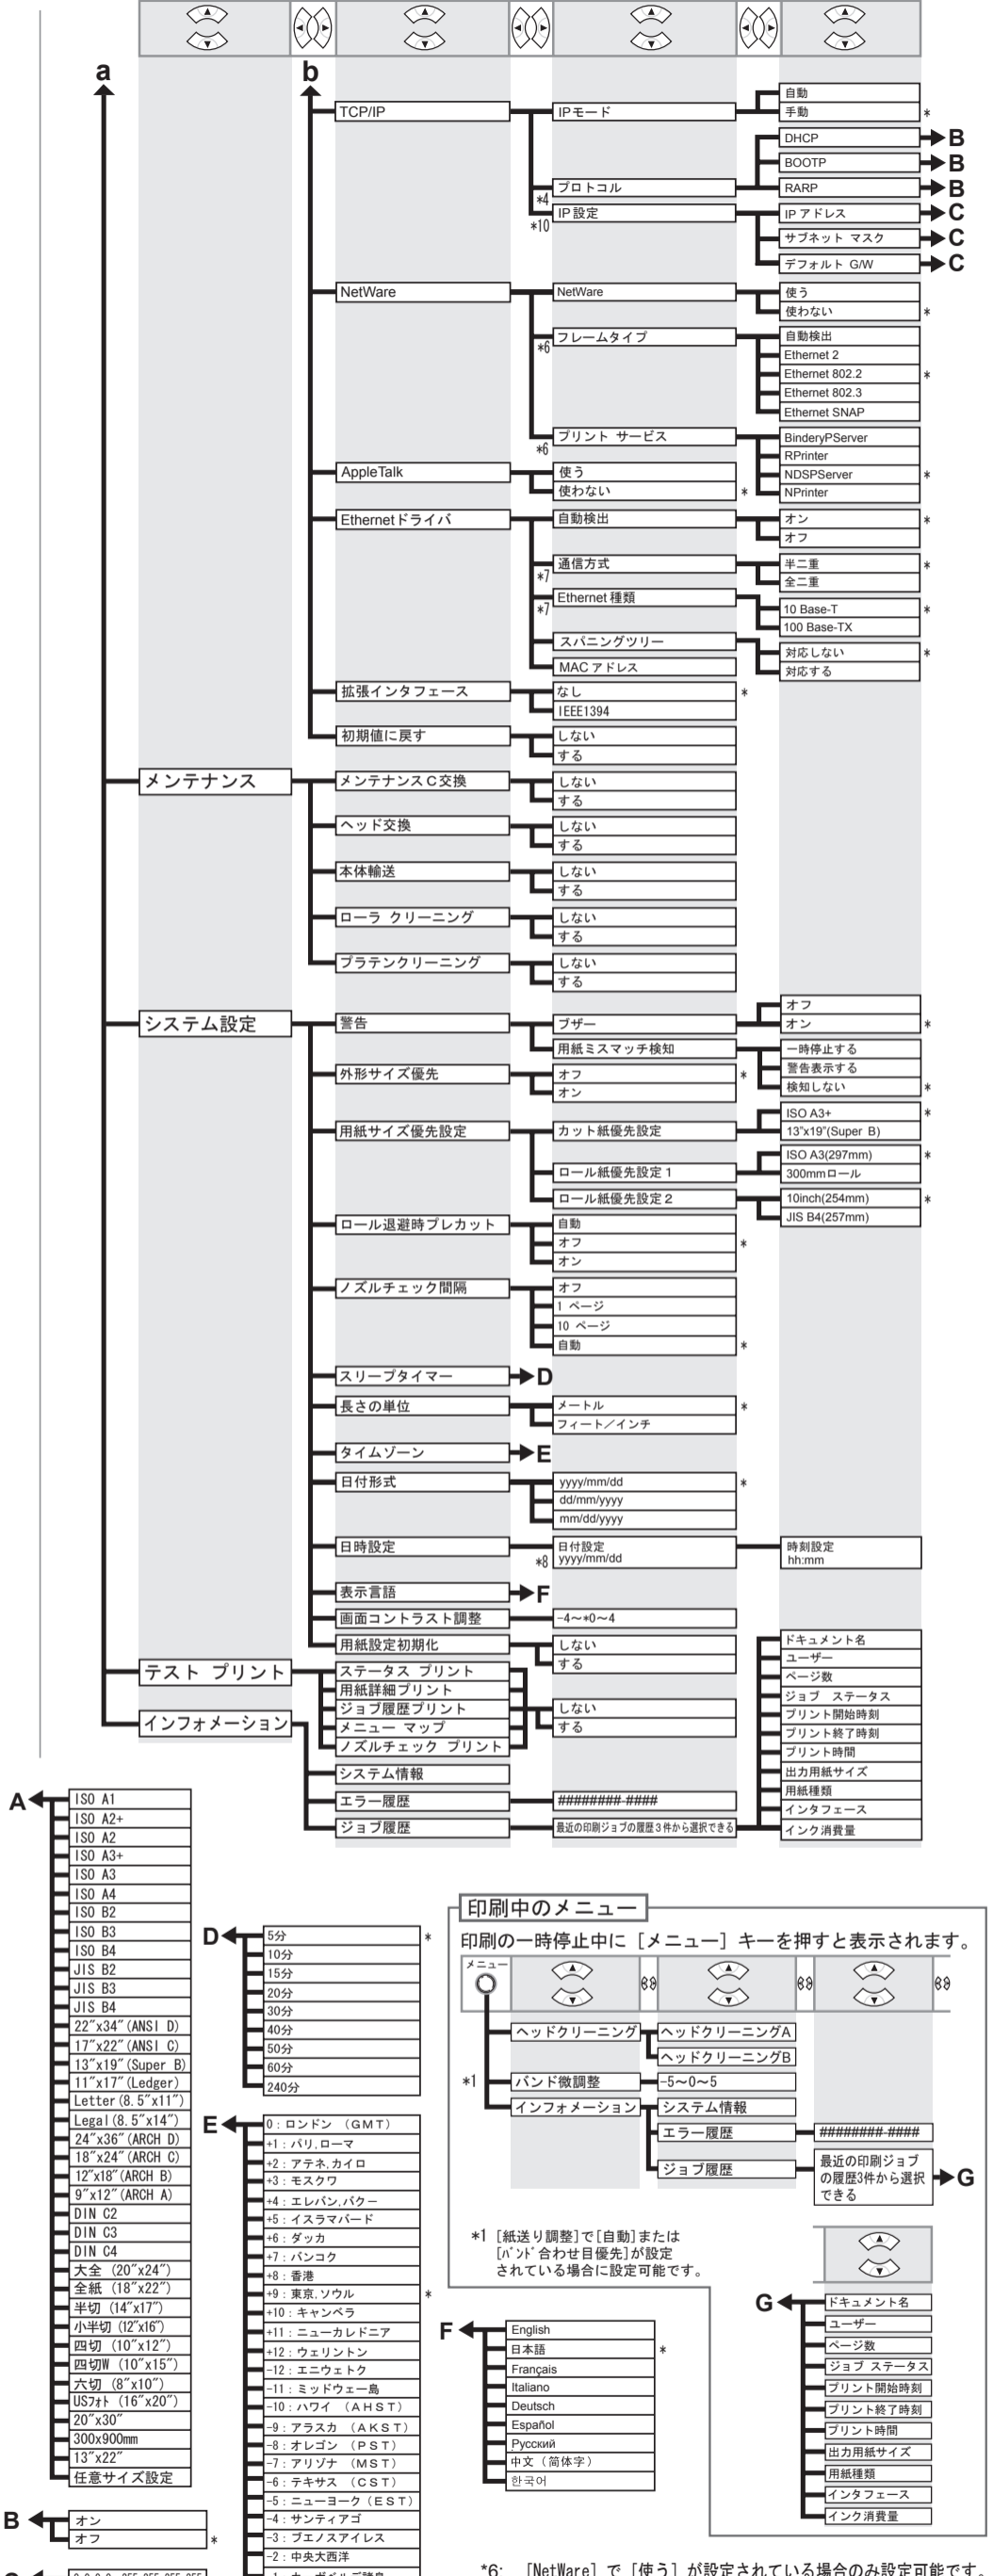 a
b
TCP/IP
IPモード
自動
手動 *
DHCP B
BOOTP B
*4
プロトコル
RARP B
*10
IP設定
IP アドレス C
サブネット マスク C
デフォルト G/W C
NetWare
NetWare
使う
使わない *
*6
フレームタイプ
自動検出
Ethernet 2
Ethernet 802.2 *
Ethernet 802.3
Ethernet SNAP
*6
プリント サービス
BinderyPServer
RPrinter
NDSPServer *
NPrinter
AppleTalk
使う
使わない *
Ethernetドライバ
自動検出
オン *
オフ
*7
通信方式
半二重 *
全二重
*7
Ethernet 種類
10 Base-T *
100 Base-TX
スパニングツリー
対応しない *
対応する
MAC アドレス
拡張インタフェース
なし *
IEEE1394
初期値に戻す
しない
する
メンテナンス
メンテナンスC交換
しない
する
ヘッド交換
しない
する
本体輸送
しない
する
ローラ クリーニング
しない
する
プラテンクリーニング
しない
する
システム設定
警告
ブザー
オフ
オン *
用紙ミスマッチ検知
一時停止する
警告表示する
検知しない *
外形サイズ優先
オフ *
オン
用紙サイズ優先設定
カット紙優先設定
ISO A3+ *
13"x19"(Super B)
ロール紙優先設定1
ISO A3(297mm) *
300mmロール
ロール紙優先設定2
10inch(254mm) *
JIS B4(257mm)
ロール退避時プレカット
自動
オフ *
オン
ノズルチェック間隔
オフ
1 ページ
10 ページ
自動 *
スリープタイマー D
長さの単位
メートル *
フィート/インチ
タイムゾーン E
日付形式
yyyy/mm/dd *
dd/mm/yyyy
mm/dd/yyyy
日時設定
*8
日付設定
yyyy/mm/dd
時刻設定
hh:mm
表示言語 F
画面コントラスト調整
-4~*0~4
用紙設定初期化
しない
する
テスト プリント
ステータス プリント
用紙詳細プリント
ジョブ履歴プリント
メニュー マップ
ノズルチェック プリント
しない
する
インフォメーション
システム情報
エラー履歴
########-####
ジョブ履歴
最近の印刷ジョブの履歴3件から選択できる
ドキュメント名
ユーザー
ページ数
ジョブ ステータス
プリント開始時刻
プリント終了時刻
プリント時間
出力用紙サイズ
用紙種類
インタフェース
インク消費量
A
ISO A1
ISO A2+
ISO A2
ISO A3+
ISO A3
ISO A4
ISO B2
ISO B3
ISO B4
JIS B2
JIS B3
JIS B4
22"x34"(ANSI D)
17"x22"(ANSI C)
13"x19"(Super B)
11"x17"(Ledger)
Letter(8.5"x11")
Legal(8.5"x14")
24"x36"(ARCH D)
18"x24"(ARCH C)
12"x18"(ARCH B)
9"x12"(ARCH A)
DIN C2
DIN C3
DIN C4
大全 (20"x24")
全紙 (18"x22")
半切 (14"x17")
小半切 (12"x16")
四切 (10"x12")
四切W (10"x15")
六切 (8"x10")
USフォト (16"x20")
20"x30"
300x900mm
13"x22"
任意サイズ設定
B
オン
オフ *
D
5分 *
10分
15分
20分
30分
40分
50分
60分
240分
E
0 : ロンドン (GMT)
+1 : パリ,ローマ
+2 : アテネ,カイロ
+3 : モスクワ
+4 : エレバン,バクー
+5 : イスラマバード
+6 : ダッカ
+7 : バンコク
+8 : 香港
+9 : 東京,ソウル *
+10 : キャンベラ
+11 : ニューカレドニア
+12 : ウェリントン
-12 : エニウェトク
-11 : ミッドウェー島
-10 : ハワイ (AHST)
-9 : アラスカ (AKST)
-8 : オレゴン (PST)
-7 : アリゾナ (MST)
-6 : テキサス (CST)
-5 : ニューヨーク(EST)
-4 : サンティアゴ
-3 : ブエノスアイレス
-2 : 中央大西洋
印刷中のメニュー
印刷の一時停止中に[メニュー]キーを押すと表示されます。
メニュー
ヘッドクリーニング
ヘッドクリーニングA
ヘッドクリーニングB
*1
バンド微調整
-5~0~5
インフォメーション
システム情報
エラー履歴
########-####
ジョブ履歴
最近の印刷ジョブ
の履歴3件から選択
できる
G
*1 [紙送り調整]で[自動]または
[バンド合わせ目優先]が設定
されている場合に設定可能です。
G
ドキュメント名
ユーザー
ページ数
ジョブ ステータス
プリント開始時刻
プリント終了時刻
プリント時間
出力用紙サイズ
用紙種類
インタフェース
インク消費量
F
English
日本語 *
Français
Italiano
Deutsch
Español
Русский
中文(简体字)
한국어
*6: [NetWare]で[使う]が設定されている場合のみ設定可能です。